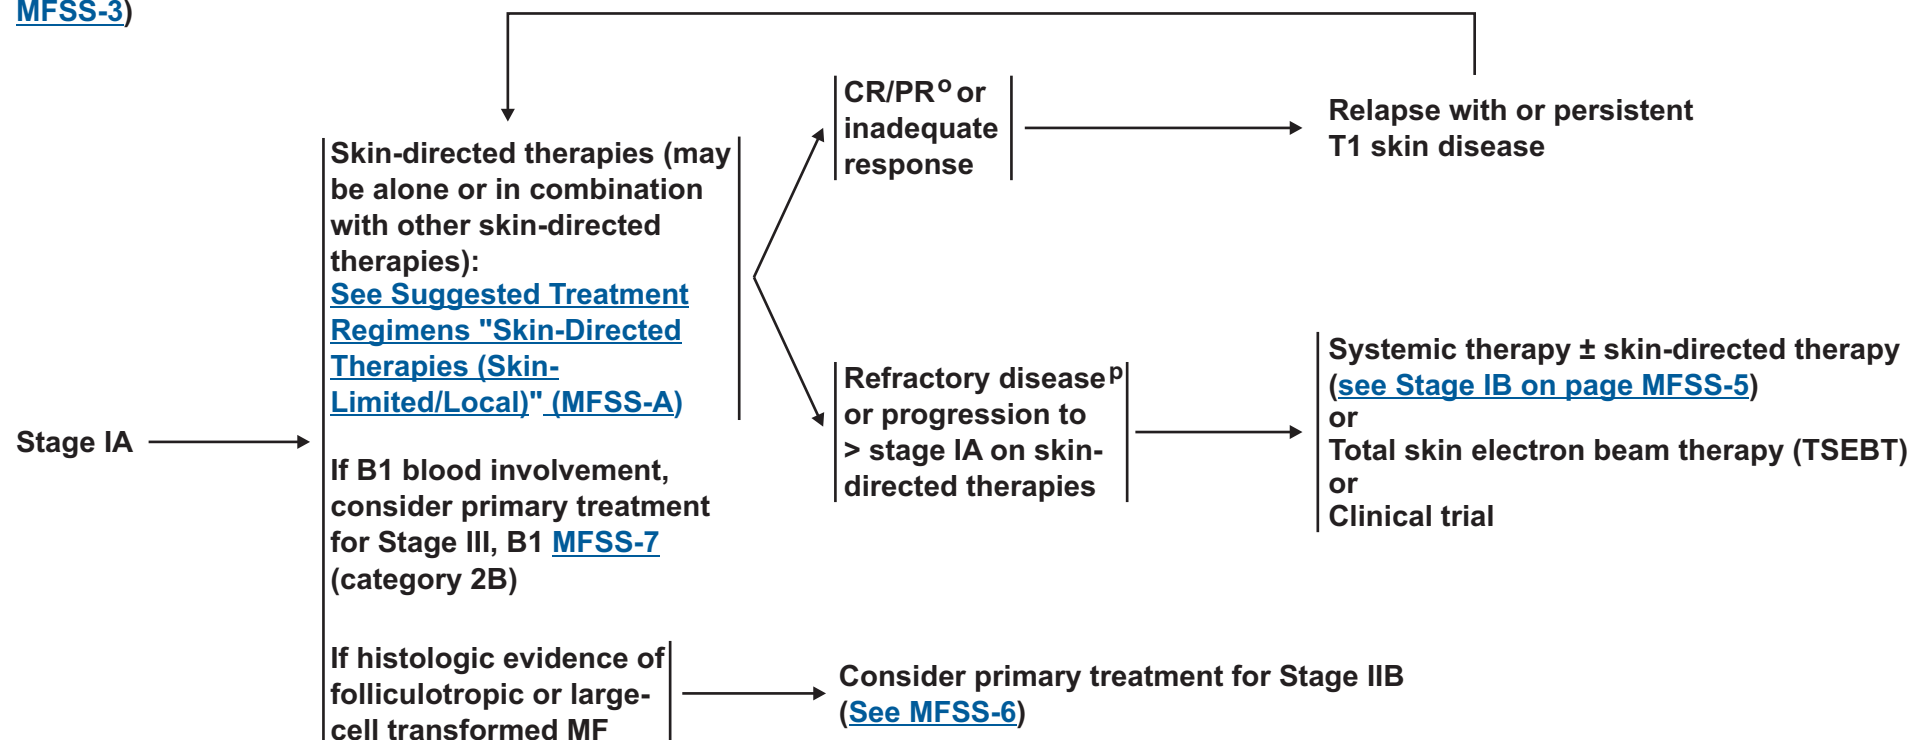 MFSS-3)
Stage IA
Skin-directed therapies (may
be alone or in combination
with other skin-directed
therapies):
See Suggested Treatment
Regimens "Skin-Directed
Therapies (Skin-
Limited/Local)" (MFSS-A)
If B1 blood involvement,
consider primary treatment
for Stage III, B1 MFSS-7
(category 2B)
If histologic evidence of
folliculotropic or large-
cell transformed MF
CR/PR° or
inadequate
response
Relapse with or persistent
T1 skin disease
Refractory diseaseᵖ
or progression to
> stage IA on skin-
directed therapies
Systemic therapy ± skin-directed therapy
(see Stage IB on page MFSS-5)
or
Total skin electron beam therapy (TSEBT)
or
Clinical trial
Consider primary treatment for Stage IIB
(See MFSS-6)